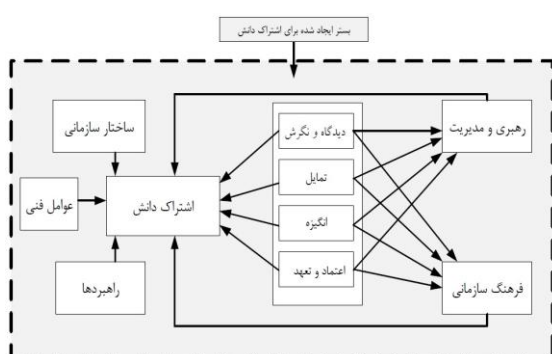 بستر ایجاد شده برای اشتراک دانش
رهبری و مدیریت
دیدگاه و نگرش
ساختار سازمانی
تمایل
اشتراک دانش
عوامل فنی
انگیزه
اعتماد و تعهد
فرهنگ سازمانی
راهبردها